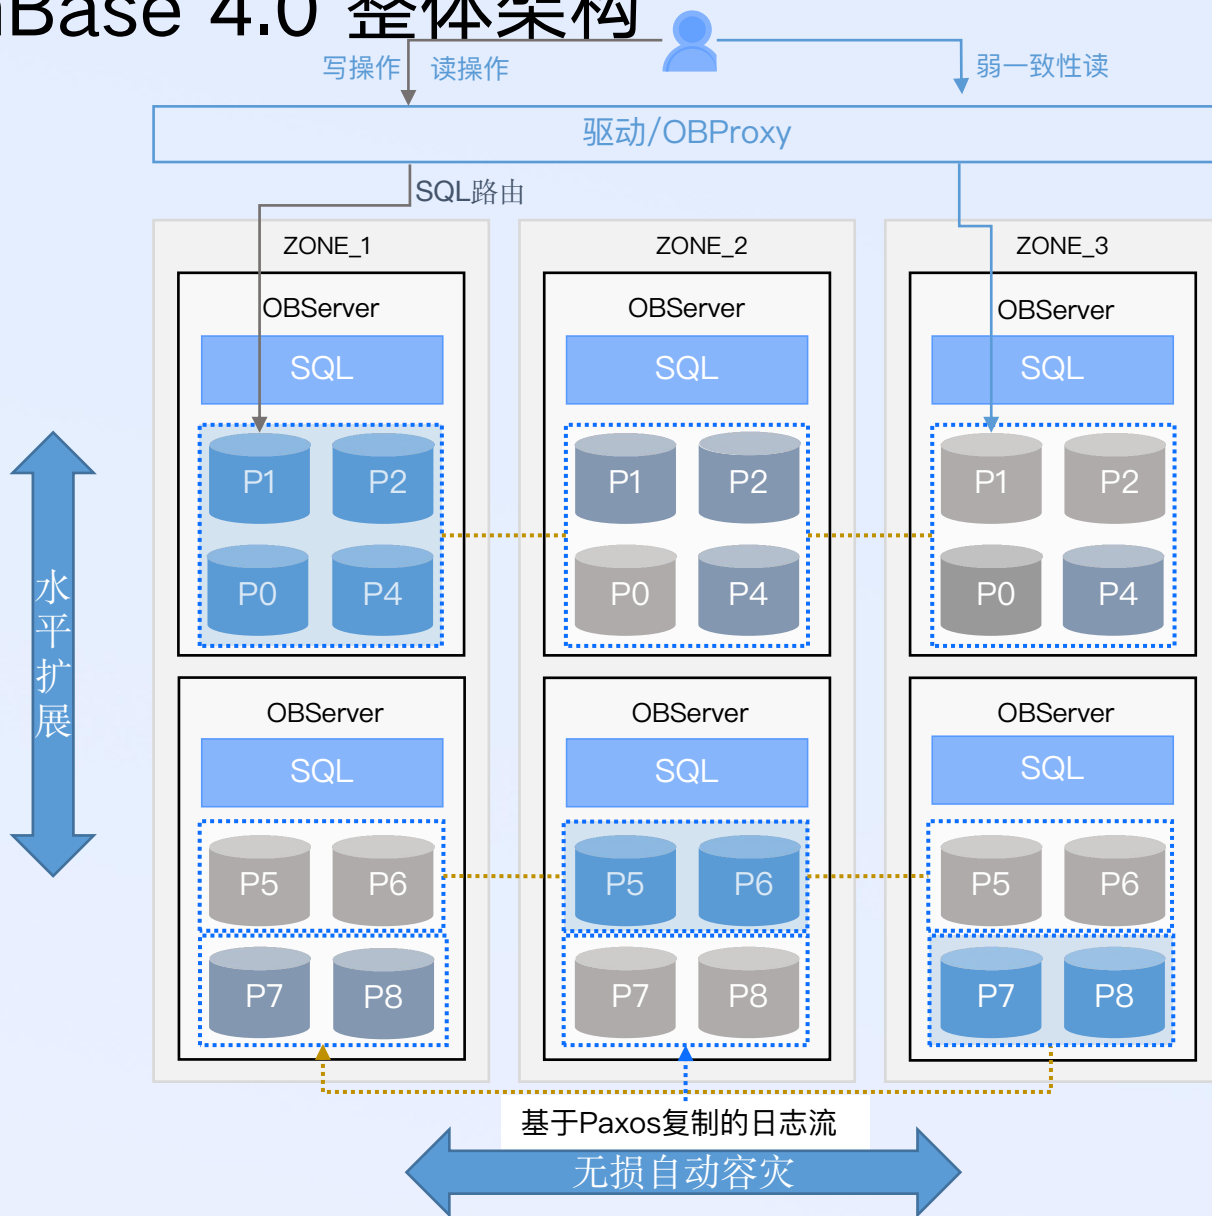 nBase 4.0 整体架构
写操作 读操作 弱一致性读
驱动/OBProxy
SQL路由
ZONE_1 ZONE_2 ZONE_3
OBServer OBServer OBServer
SQL SQL SQL
P1 P2 P1 P2 P1 P2
P0 P4 P0 P4 P0 P4
水平扩展
OBServer OBServer OBServer
SQL SQL SQL
P5 P6 P5 P6 P5 P6
P7 P8 P7 P8 P7 P8
基于Paxos复制的日志流
无损自动容灾